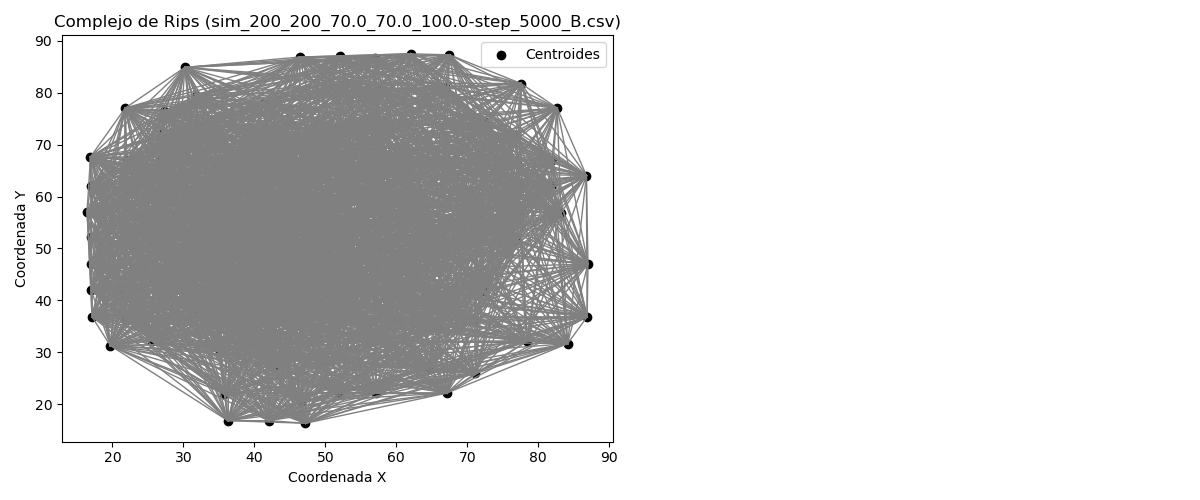 Complejo de Rips (sim_200_200_70.0_70.0_100.0-step_5000_B.csv)
Centroides
90
80
70
60
50
40
30
20
Coordenada Y
20 30 40 50 60 70 80 90
Coordenada X